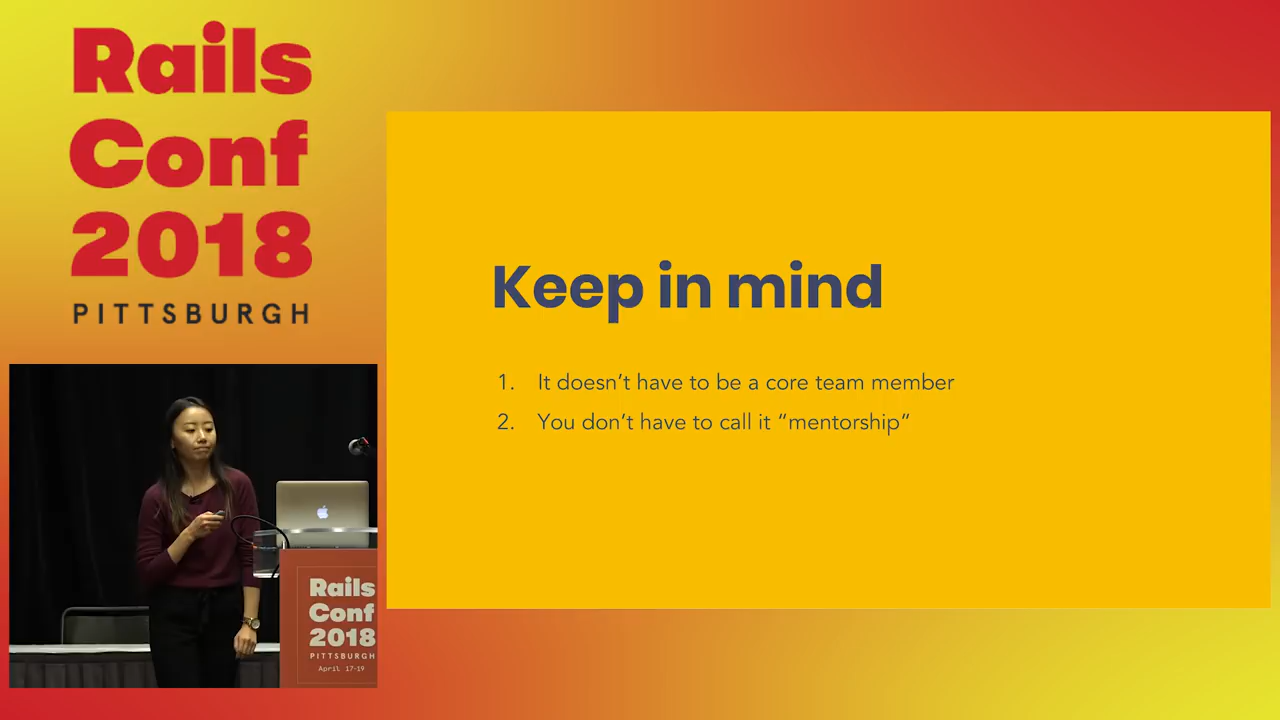 Rails
Conf
2018
PITTSBURGH
Keep in mind
1. It doesn’t have to be a core team member
2. You don’t have to call it “mentorship”
Rails
Conf
2018
PITTSBURGH
April 17-19